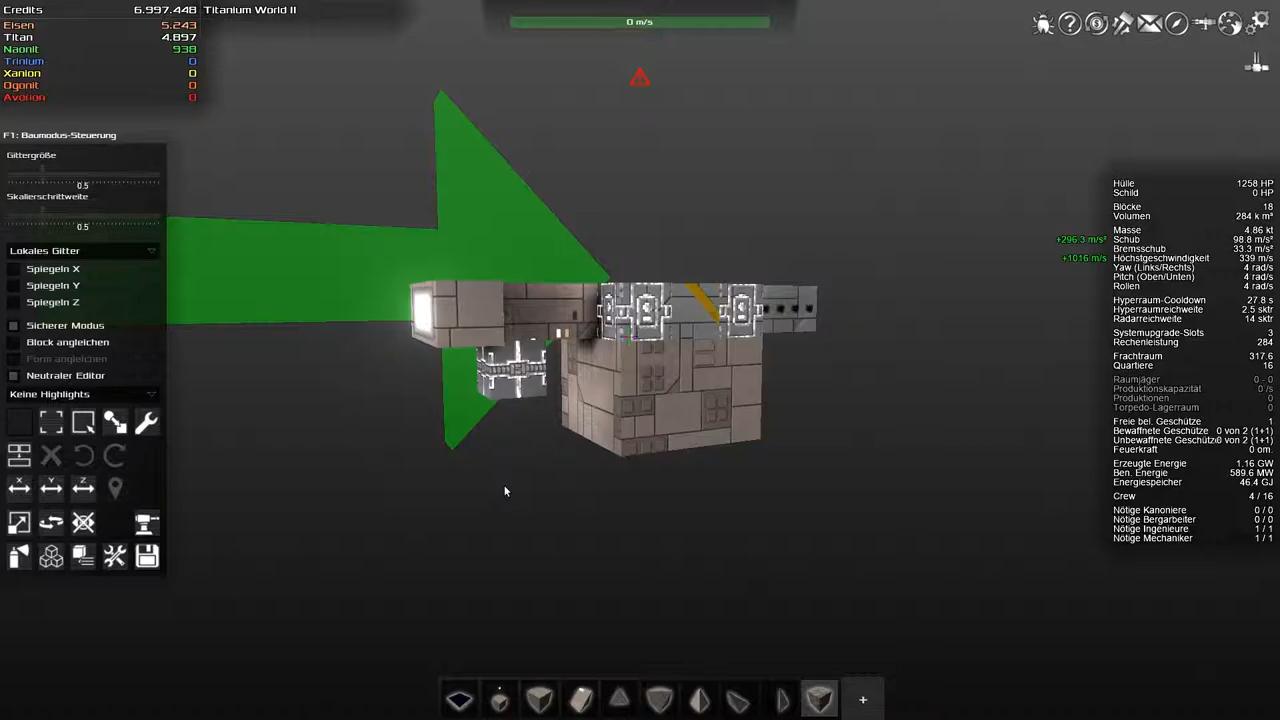 Credits 6.997.448 Titanium World II
Eisen 5.243
Titan 4.897
Naonit 938
Trinium 0
Xanion 0
Ogonit 0
Avorion 0
0 m/s
F1: Baumodus-Steuerung
Gittergröße
0.5
Skalierschrittweite
0.5
Lokales Gitter
Spiegeln X
Spiegeln Y
Spiegeln Z
Sicherer Modus
Block angleichen
Form angleichen
Neutraler Editor
Keine Highlights
X Y Z
+
Hülle 1258 HP
Schild 0 HP
Blöcke 18
Volumen 284 k m³
Masse 4.86 kt
+296.3 m/s² Schub 98.8 m/s²
Bremsschub 33.3 m/s²
+1016 m/s Höchstgeschwindigkeit 339 m/s
Yaw (Links/Rechts) 4 rad/s
Pitch (Oben/Unten) 4 rad/s
Rollen 4 rad/s
Hyperraum-Cooldown 27.8 s
Hyperraumreichweite 2.5 sktr
Radarreichweite 14 sktr
Systemupgrade-Slots 3
Rechenleistung 284
Frachtraum 317.6
Quartiere 16
Raumjäger 0 - 0
Produktionskapazität 0 /s
Produktionen 0
Torpedo-Lagerraum 0
Freie bel. Geschütze 1
Bewaffnete Geschütz 0 von 2 (1+1)
Unbewaffnete Geschütz 0 von 2 (1+1)
Feuerkraft 0 om.
Erzeugte Energie 1.16 GW
Ben. Energie 589.6 MW
Energiespeicher 46.4 GJ
Crew 4 / 16
Nötige Kanoniere 0 / 0
Nötige Bergarbeiter 0 / 0
Nötige Ingenieure 1 / 1
Nötige Mechaniker 1 / 1